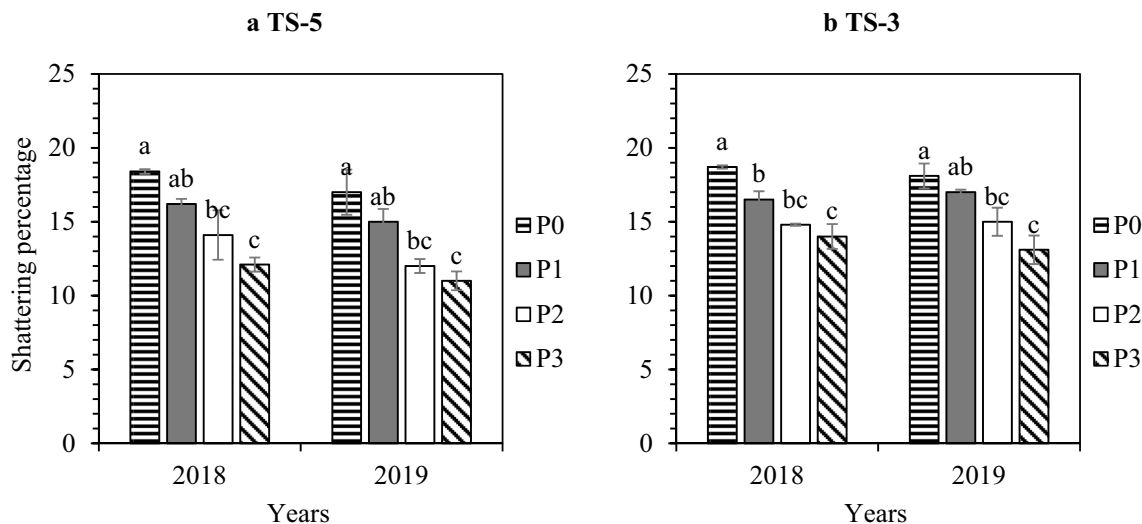 a TS-5
Shattering percentage
25
20
15
10
5
0
a
ab
bc
c
a
ab
bc
c
2018
2019
Years
P0
P1
P2
P3
b TS-3
25
20
15
10
5
0
a
b
bc
c
a
ab
bc
c
2018
2019
Years
P0
P1
P2
P3